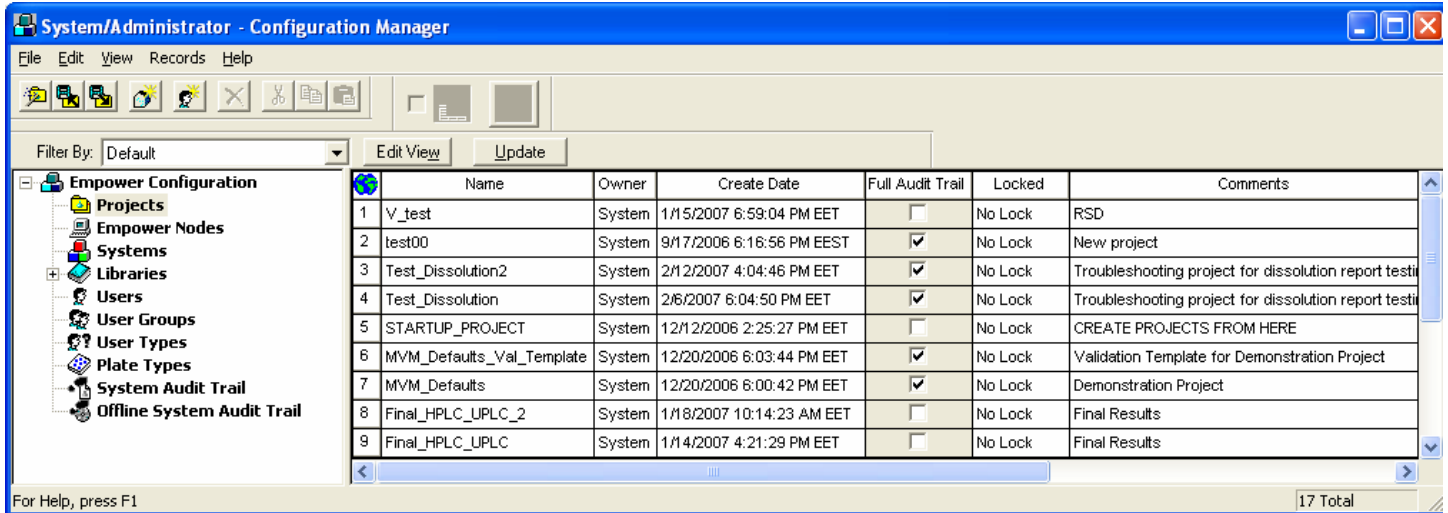 System/Administrator - Configuration Manager
File Edit View Records Help
Filter By: Default Edit View Update
Empower Configuration
Projects
Empower Nodes
Systems
Libraries
Users
User Groups
User Types
Plate Types
System Audit Trail
Offline System Audit Trail
Name Owner Create Date Full Audit Trail Locked Comments
1 V_test System 1/15/2007 6:59:04 PM EET No Lock RSD
2 test00 System 9/17/2006 6:16:56 PM EEST No Lock New project
3 Test_Dissolution2 System 2/12/2007 4:04:46 PM EET No Lock Troubleshooting project for dissolution report testi
4 Test_Dissolution System 2/6/2007 6:04:50 PM EET No Lock Troubleshooting project for dissolution report testi
5 STARTUP_PROJECT System 12/12/2006 2:25:27 PM EET No Lock CREATE PROJECTS FROM HERE
6 MVM_Defaults_Val_Template System 12/20/2006 6:03:44 PM EET No Lock Validation Template for Demonstration Project
7 MVM_Defaults System 12/20/2006 6:00:42 PM EET No Lock Demonstration Project
8 Final_HPLC_UPLC_2 System 1/18/2007 10:14:23 AM EET No Lock Final Results
9 Final_HPLC_UPLC System 1/14/2007 4:21:29 PM EET No Lock Final Results
For Help, press F1 17 Total